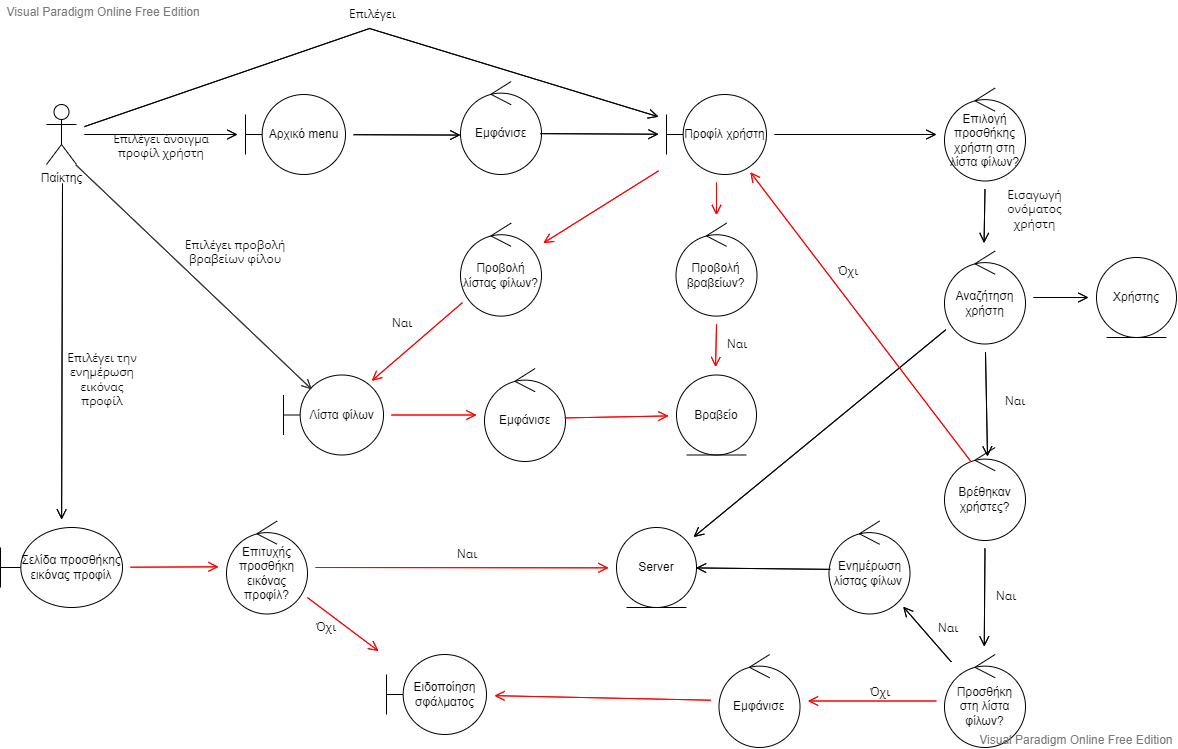 Visual Paradigm Online Free Edition
Επιλέγει
Παίκτης
Επιλέγει άνοιγμα
προφίλ χρήστη
Αρχικό menu
Εμφάνισε
Προφίλ χρήστη
Επιλογή
προσθήκης
χρήστη στη
λίστα φίλων?
Εισαγωγή
ονόματος
χρήστη
Επιλέγει προβολή
βραβείων φίλου
Προβολή
λίστας φίλων?
Προβολή
βραβείων?
Όχι
Αναζήτηση
χρήστη
Χρήστης
Ναι
Ναι
Επιλέγει την
ενημέρωση
εικόνας
προφίλ
Λίστα φίλων
Εμφάνισε
Βραβείο
Ναι
Βρέθηκαν
χρήστες?
Σελίδα προσθήκης
εικόνας προφίλ
Επιτυχής
προσθήκη
εικόνας
προφίλ?
Ναι
Server
Ενημέρωση
λίστας φίλων
Ναι
Όχι
Ναι
Ειδοποίηση
σφάλματος
Εμφάνισε
Όχι
Προσθήκη
στη λίστα
φίλων?
Visual Paradigm Online Free Edition